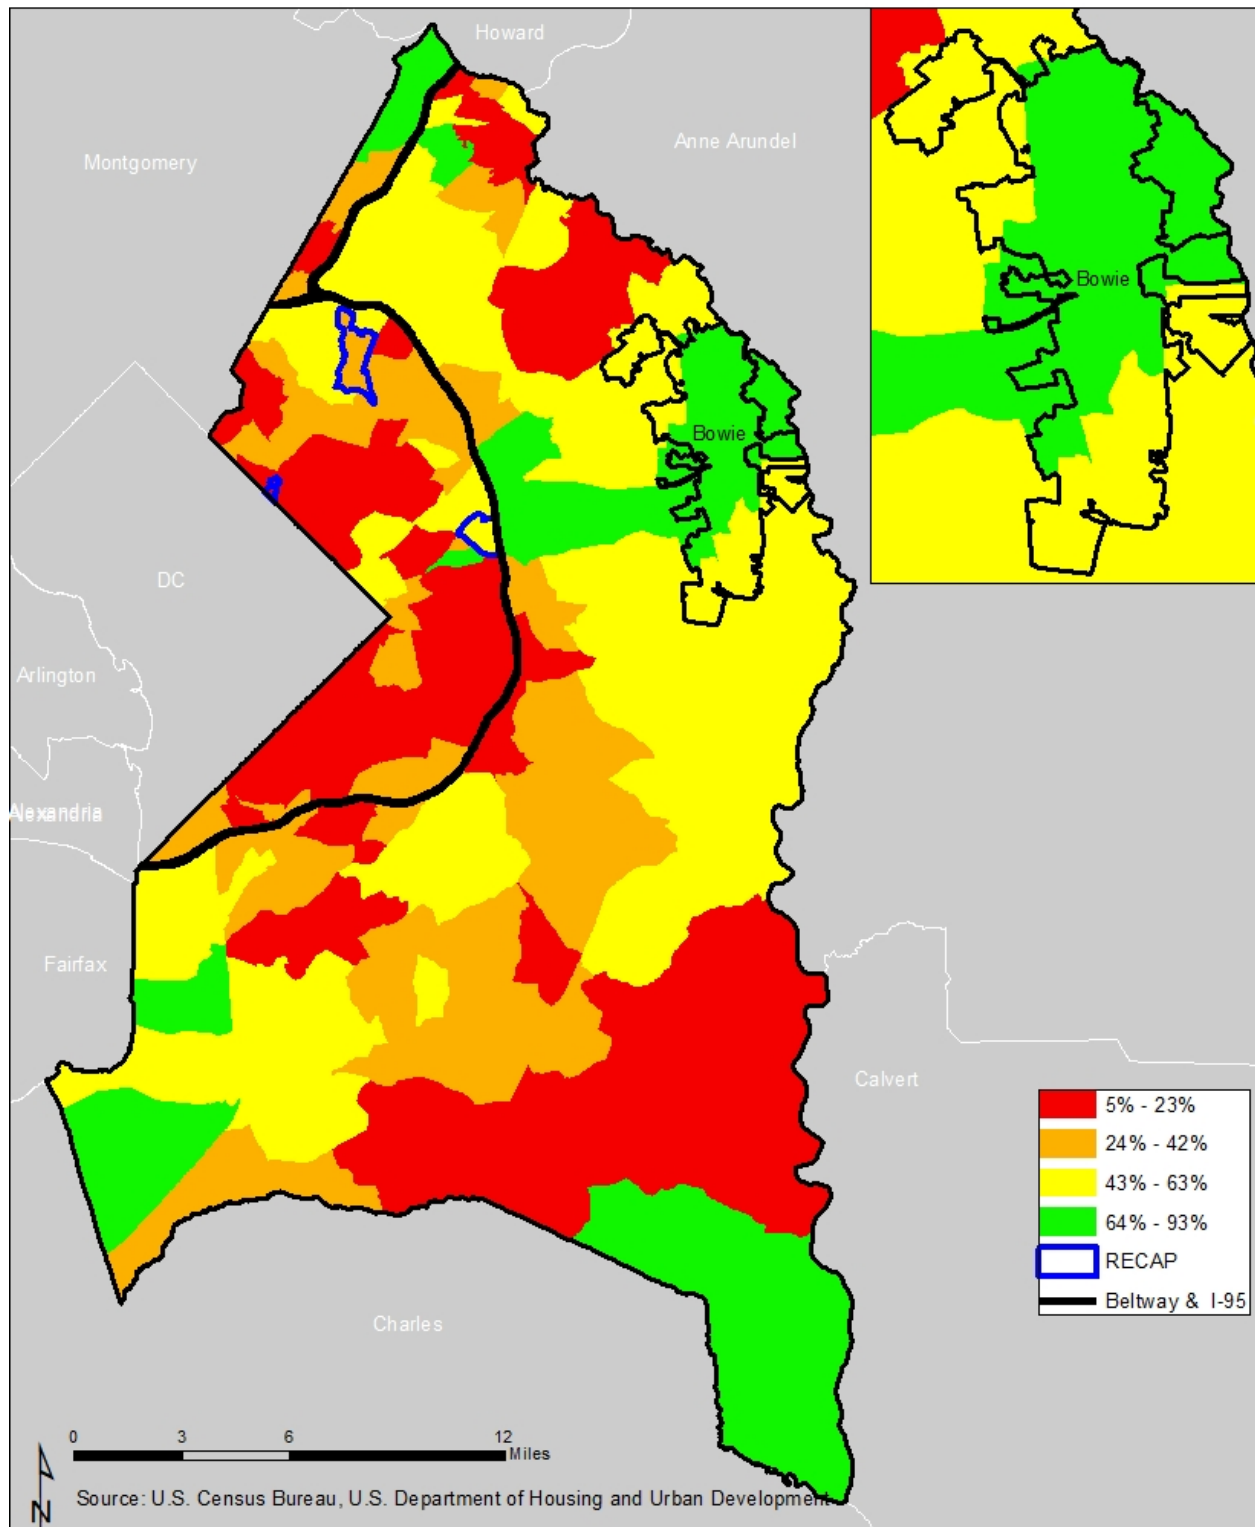 Howard
Anne Arundel
Montgomery
Bowie
Bowie
DC
Arlington
Alexandria
Fairfax
Calvert
Charles
5% - 23%
24% - 42%
43% - 63%
64% - 93%
RECAP
Beltway & I-95
0 3 6 12
Miles
N
Source: U.S. Census Bureau, U.S. Department of Housing and Urban Development